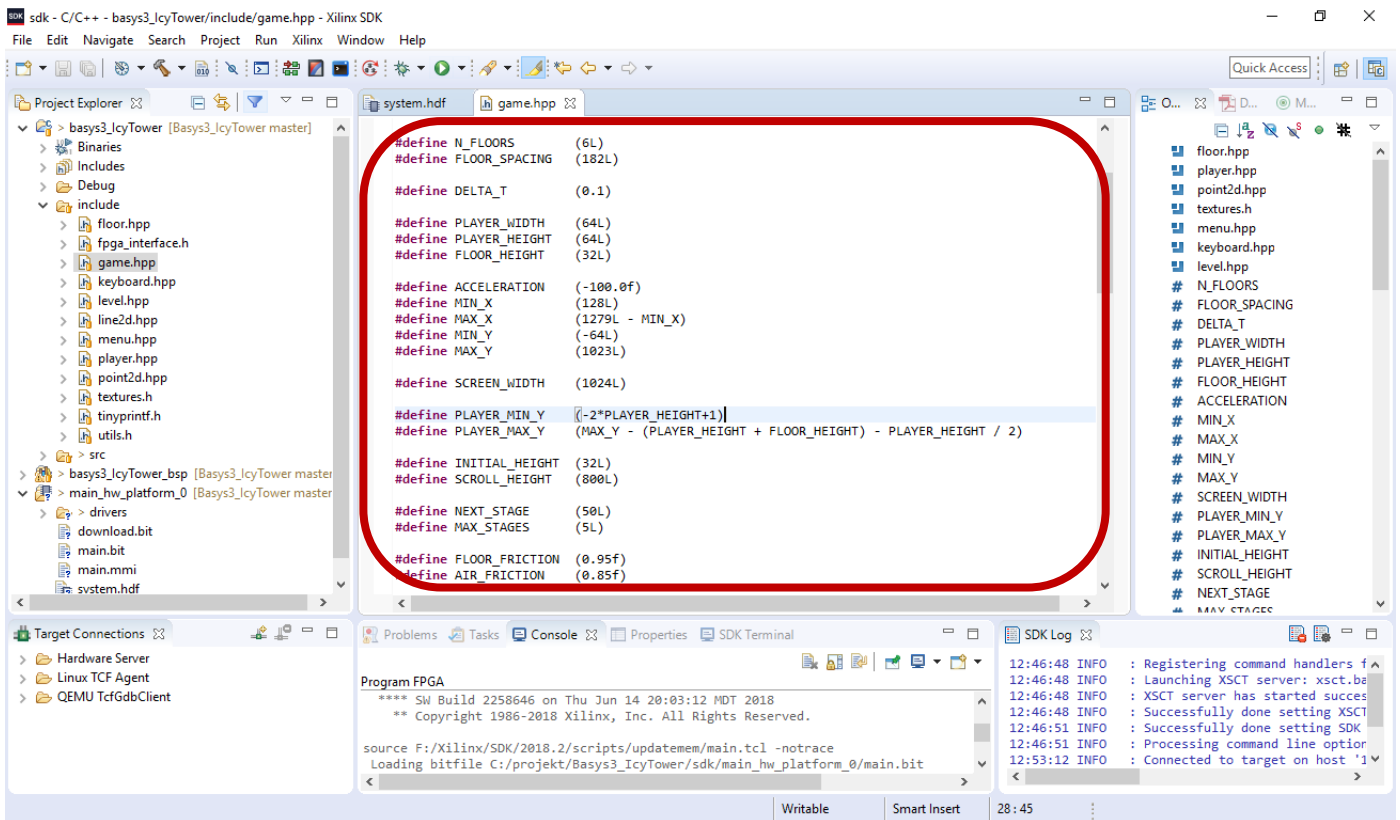 SDK sdk - C/C++ - basys3_IcyTower/include/game.hpp - Xilinx SDK
File Edit Navigate Search Project Run Xilinx Window Help
Quick Access
Project Explorer
> basys3_IcyTower [Basys3_IcyTower master]
Binaries
Includes
Debug
include
floor.hpp
fpga_interface.h
game.hpp
keyboard.hpp
level.hpp
line2d.hpp
menu.hpp
player.hpp
point2d.hpp
textures.h
tinyprintf.h
utils.h
> src
> basys3_IcyTower_bsp [Basys3_IcyTower master
> main_hw_platform_0 [Basys3_IcyTower master
> drivers
download.bit
main.bit
main.mmi
system.hdf
system.hdf game.hpp
#define N_FLOORS (6L)
#define FLOOR_SPACING (182L)
#define DELTA_T (0.1)
#define PLAYER_WIDTH (64L)
#define PLAYER_HEIGHT (64L)
#define FLOOR_HEIGHT (32L)
#define ACCELERATION (-100.0f)
#define MIN_X (128L)
#define MAX_X (1279L - MIN_X)
#define MIN_Y (-64L)
#define MAX_Y (1023L)
#define SCREEN_WIDTH (1024L)
#define PLAYER_MIN_Y (-2*PLAYER_HEIGHT+1)
#define PLAYER_MAX_Y (MAX_Y - (PLAYER_HEIGHT + FLOOR_HEIGHT) - PLAYER_HEIGHT / 2)
#define INITIAL_HEIGHT (32L)
#define SCROLL_HEIGHT (800L)
#define NEXT_STAGE (50L)
#define MAX_STAGES (5L)
#define FLOOR_FRICTION (0.95f)
#define AIR_FRICTION (0.85f)
O... D... M...
floor.hpp
player.hpp
point2d.hpp
textures.h
menu.hpp
keyboard.hpp
level.hpp
# N_FLOORS
# FLOOR_SPACING
# DELTA_T
# PLAYER_WIDTH
# PLAYER_HEIGHT
# FLOOR_HEIGHT
# ACCELERATION
# MIN_X
# MAX_X
# MIN_Y
# MAX_Y
# SCREEN_WIDTH
# PLAYER_MIN_Y
# PLAYER_MAX_Y
# INITIAL_HEIGHT
# SCROLL_HEIGHT
# NEXT_STAGE
# MAX_STAGES
Target Connections
Hardware Server
Linux TCF Agent
QEMU TcfGdbClient
Problems Tasks Console Properties SDK Terminal
Program FPGA
**** SW Build 2258646 on Thu Jun 14 20:03:12 MDT 2018
** Copyright 1986-2018 Xilinx, Inc. All Rights Reserved.
source F:/Xilinx/SDK/2018.2/scripts/updatemem/main.tcl -notrace
Loading bitfile C:/projekt/Basys3_IcyTower/sdk/main_hw_platform_0/main.bit
SDK Log
12:46:48 INFO : Registering command handlers f
12:46:48 INFO : Launching XSCT server: xsct.ba
12:46:48 INFO : XSCT server has started succes
12:46:48 INFO : Successfully done setting XSCT
12:46:51 INFO : Successfully done setting SDK
12:46:51 INFO : Processing command line option
12:53:12 INFO : Connected to target on host '1
Writable Smart Insert 28 : 45